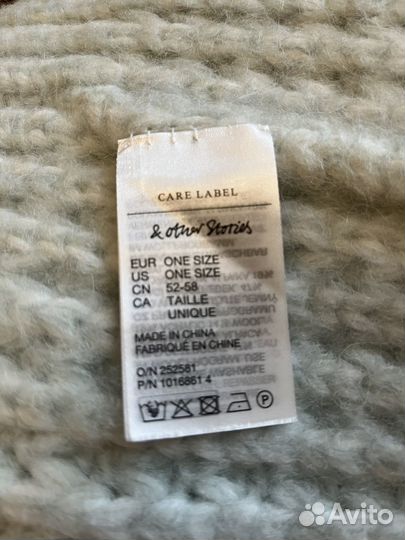 CARE LABEL
& other Stories
EUR ONE SIZE
US ONE SIZE
CN 52-58
CA TAILLE
UNIQUE
MADE IN CHINA
FABRIQUÉ EN CHINE
O/N 252581
P/N 1016861 4
P
Avito